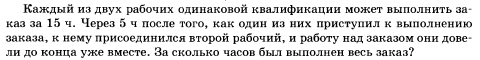 Каждый из двух рабочих одинаковой квалификации может выполнить за-
каз за 15 ч. Через 5 ч после того, как один из них приступил к выполнению
заказа, к нему присоединился второй рабочий, и работу над заказом они дове-
ли до конца уже вместе. За сколько часов был выполнен весь заказ?